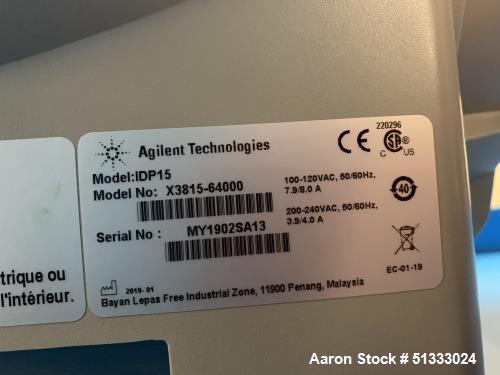 Agilent Technologies
220296
C US
Model:IDP15
Model No: X3815-64000
100-120VAC, 50/60Hz,
7.9/8.0 A
40
200-240VAC, 50/60Hz,
3.9/4.0 A
Serial No : MY1902SA13
EC-01-19
2019-01
Bayan Lepas Free Industrial Zone, 11900 Penang, Malaysia
trique ou
l'intérieur.
Aaron Stock # 51333024